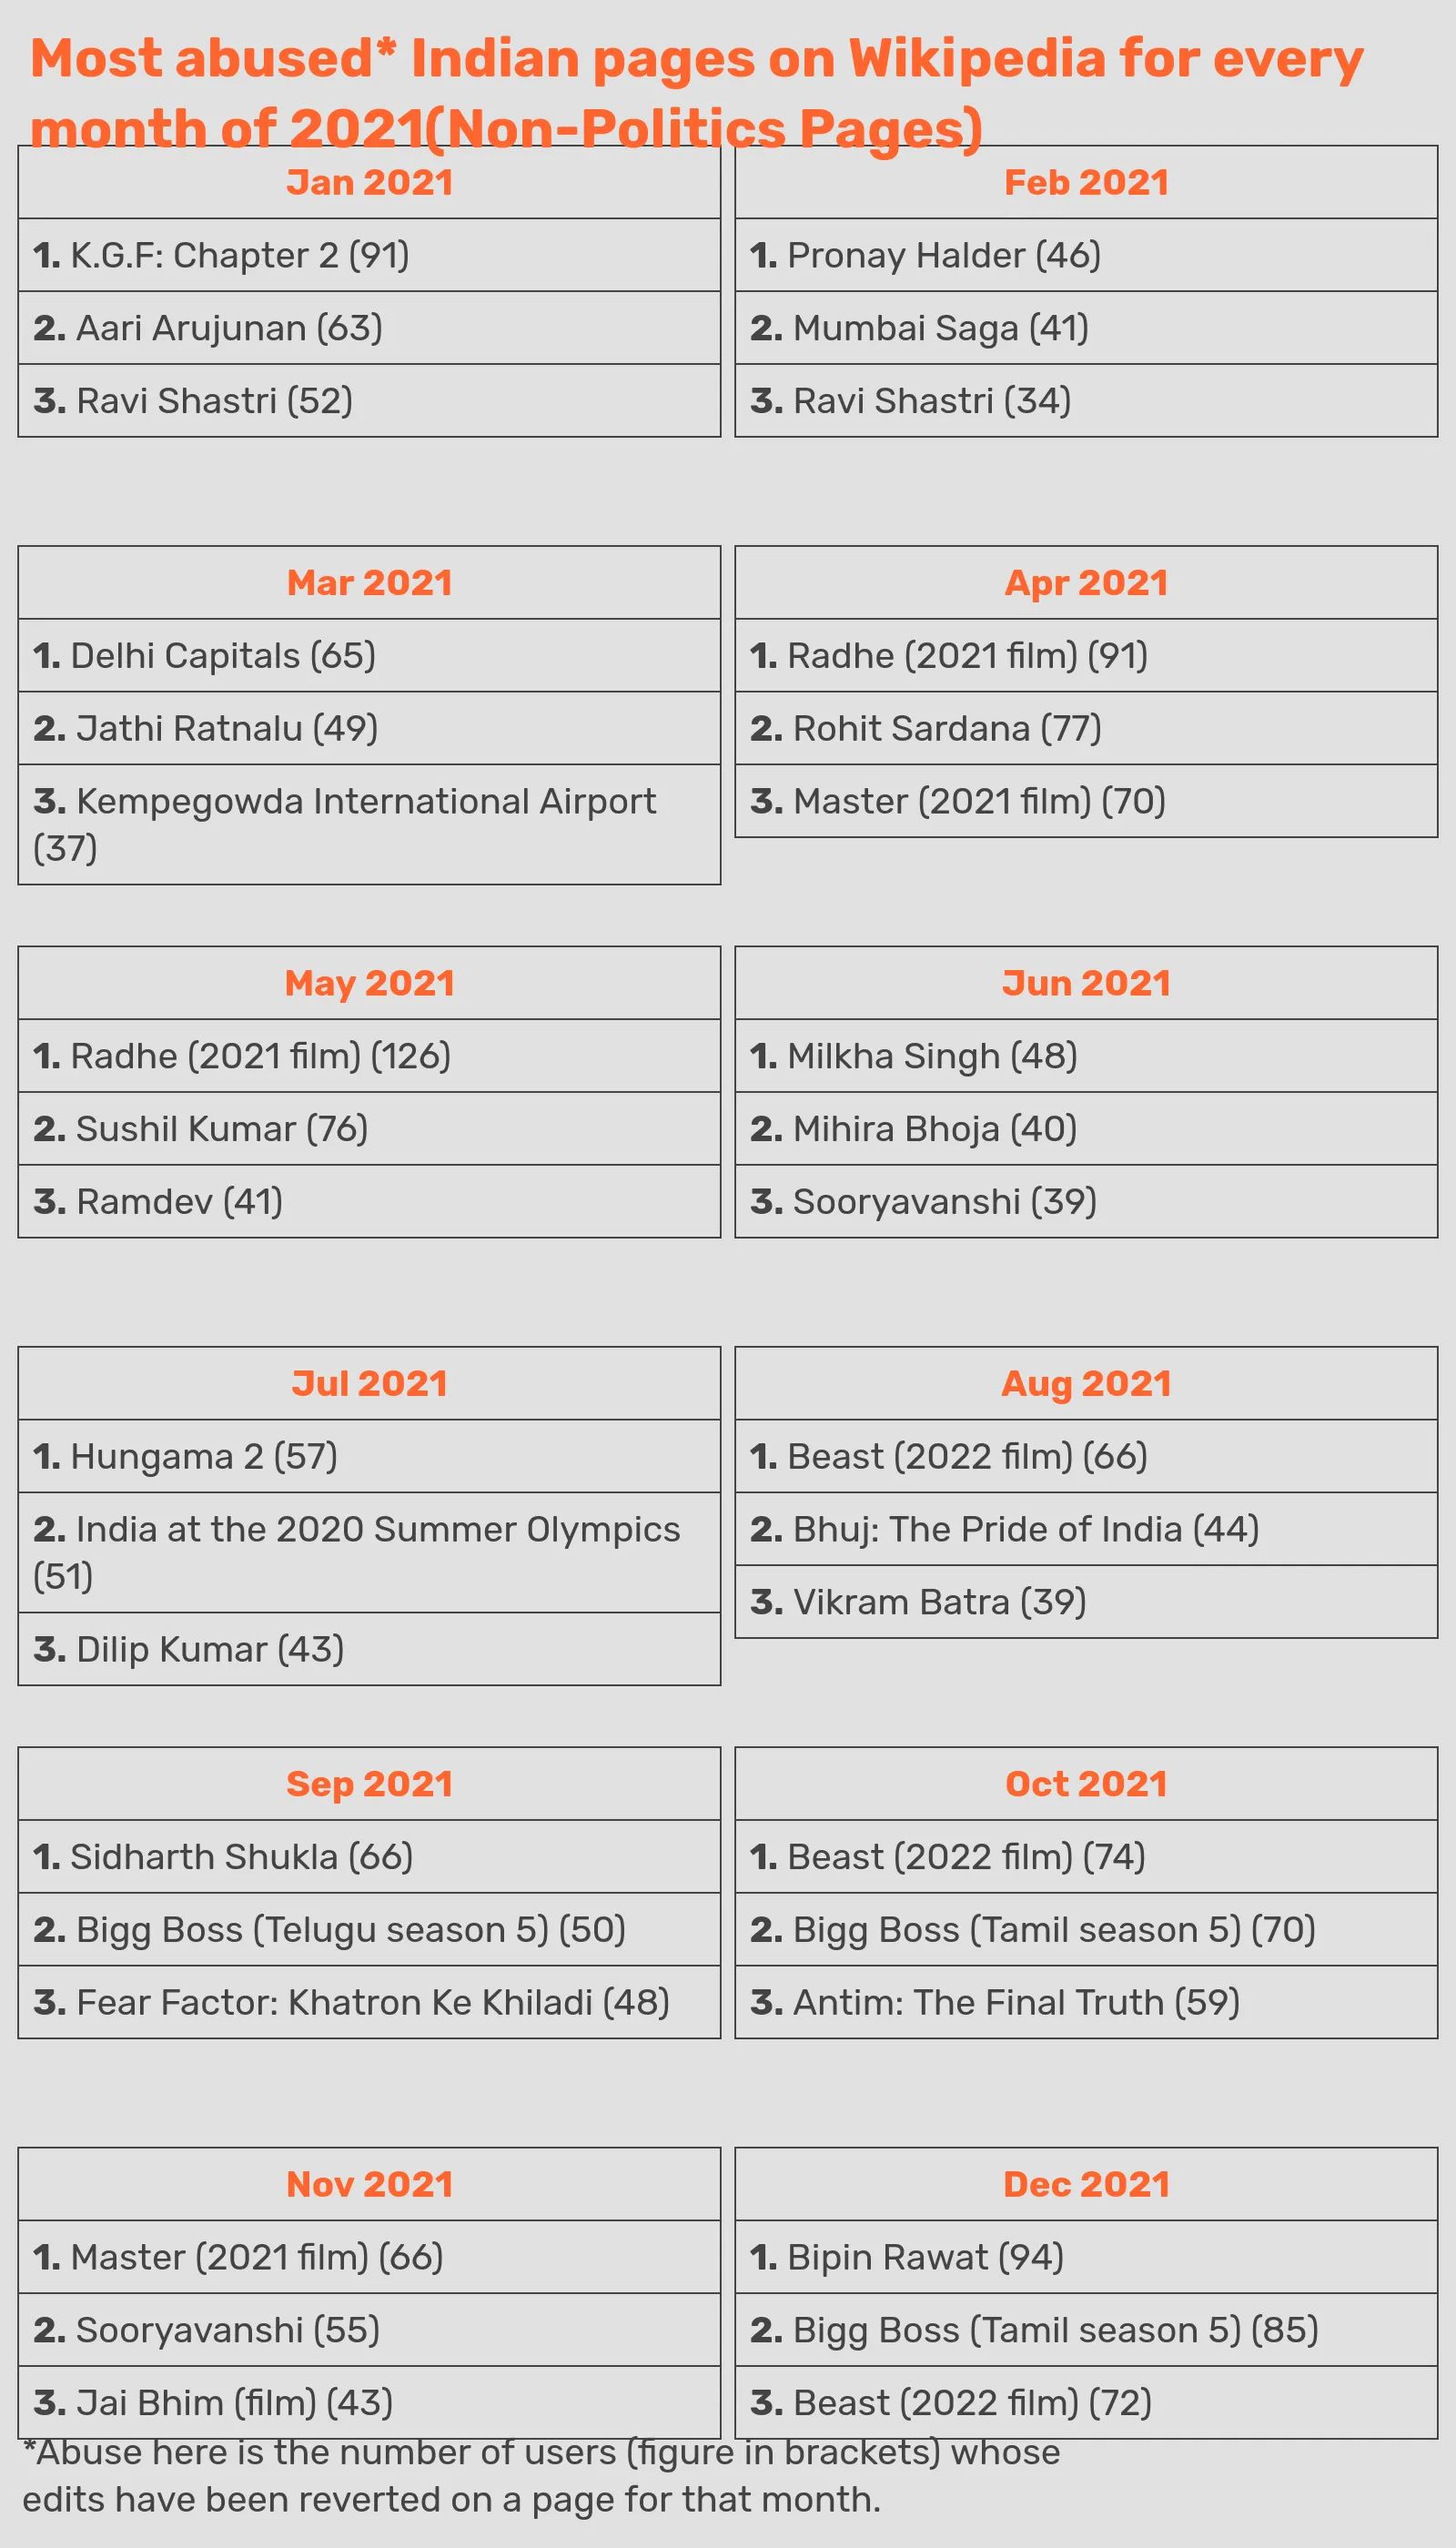 Most abused* Indian pages on Wikipedia for every
month of 2021(Non-Politics Pages)
Jan 2021
1. K.G.F: Chapter 2 (91)
2. Aari Arujunan (63)
3. Ravi Shastri (52)
Feb 2021
1. Pronay Halder (46)
2. Mumbai Saga (41)
3. Ravi Shastri (34)
Mar 2021
1. Delhi Capitals (65)
2. Jathi Ratnalu (49)
3. Kempegowda International Airport
(37)
Apr 2021
1. Radhe (2021 film) (91)
2. Rohit Sardana (77)
3. Master (2021 film) (70)
May 2021
1. Radhe (2021 film) (126)
2. Sushil Kumar (76)
3. Ramdev (41)
Jun 2021
1. Milkha Singh (48)
2. Mihira Bhoja (40)
3. Sooryavanshi (39)
Jul 2021
1. Hungama 2 (57)
2. India at the 2020 Summer Olympics
(51)
3. Dilip Kumar (43)
Aug 2021
1. Beast (2022 film) (66)
2. Bhuj: The Pride of India (44)
3. Vikram Batra (39)
Sep 2021
1. Sidharth Shukla (66)
2. Bigg Boss (Telugu season 5) (50)
3. Fear Factor: Khatron Ke Khiladi (48)
Oct 2021
1. Beast (2022 film) (74)
2. Bigg Boss (Tamil season 5) (70)
3. Antim: The Final Truth (59)
Nov 2021
1. Master (2021 film) (66)
2. Sooryavanshi (55)
3. Jai Bhim (film) (43)
Dec 2021
1. Bipin Rawat (94)
2. Bigg Boss (Tamil season 5) (85)
3. Beast (2022 film) (72)
*Abuse here is the number of users (figure in brackets) whose
edits have been reverted on a page for that month.